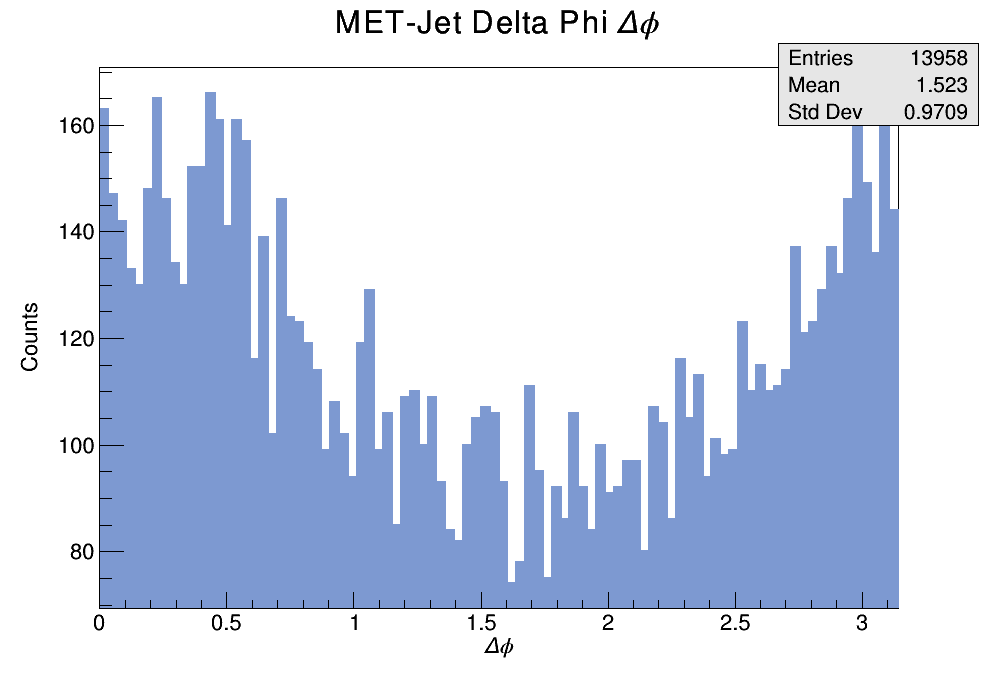 MET-Jet Delta Phi Δϕ
Entries 13958
Mean 1.523
Std Dev 0.9709
160
140
120
100
80
Counts
0 0.5 1 1.5 2 2.5 3
Δϕ